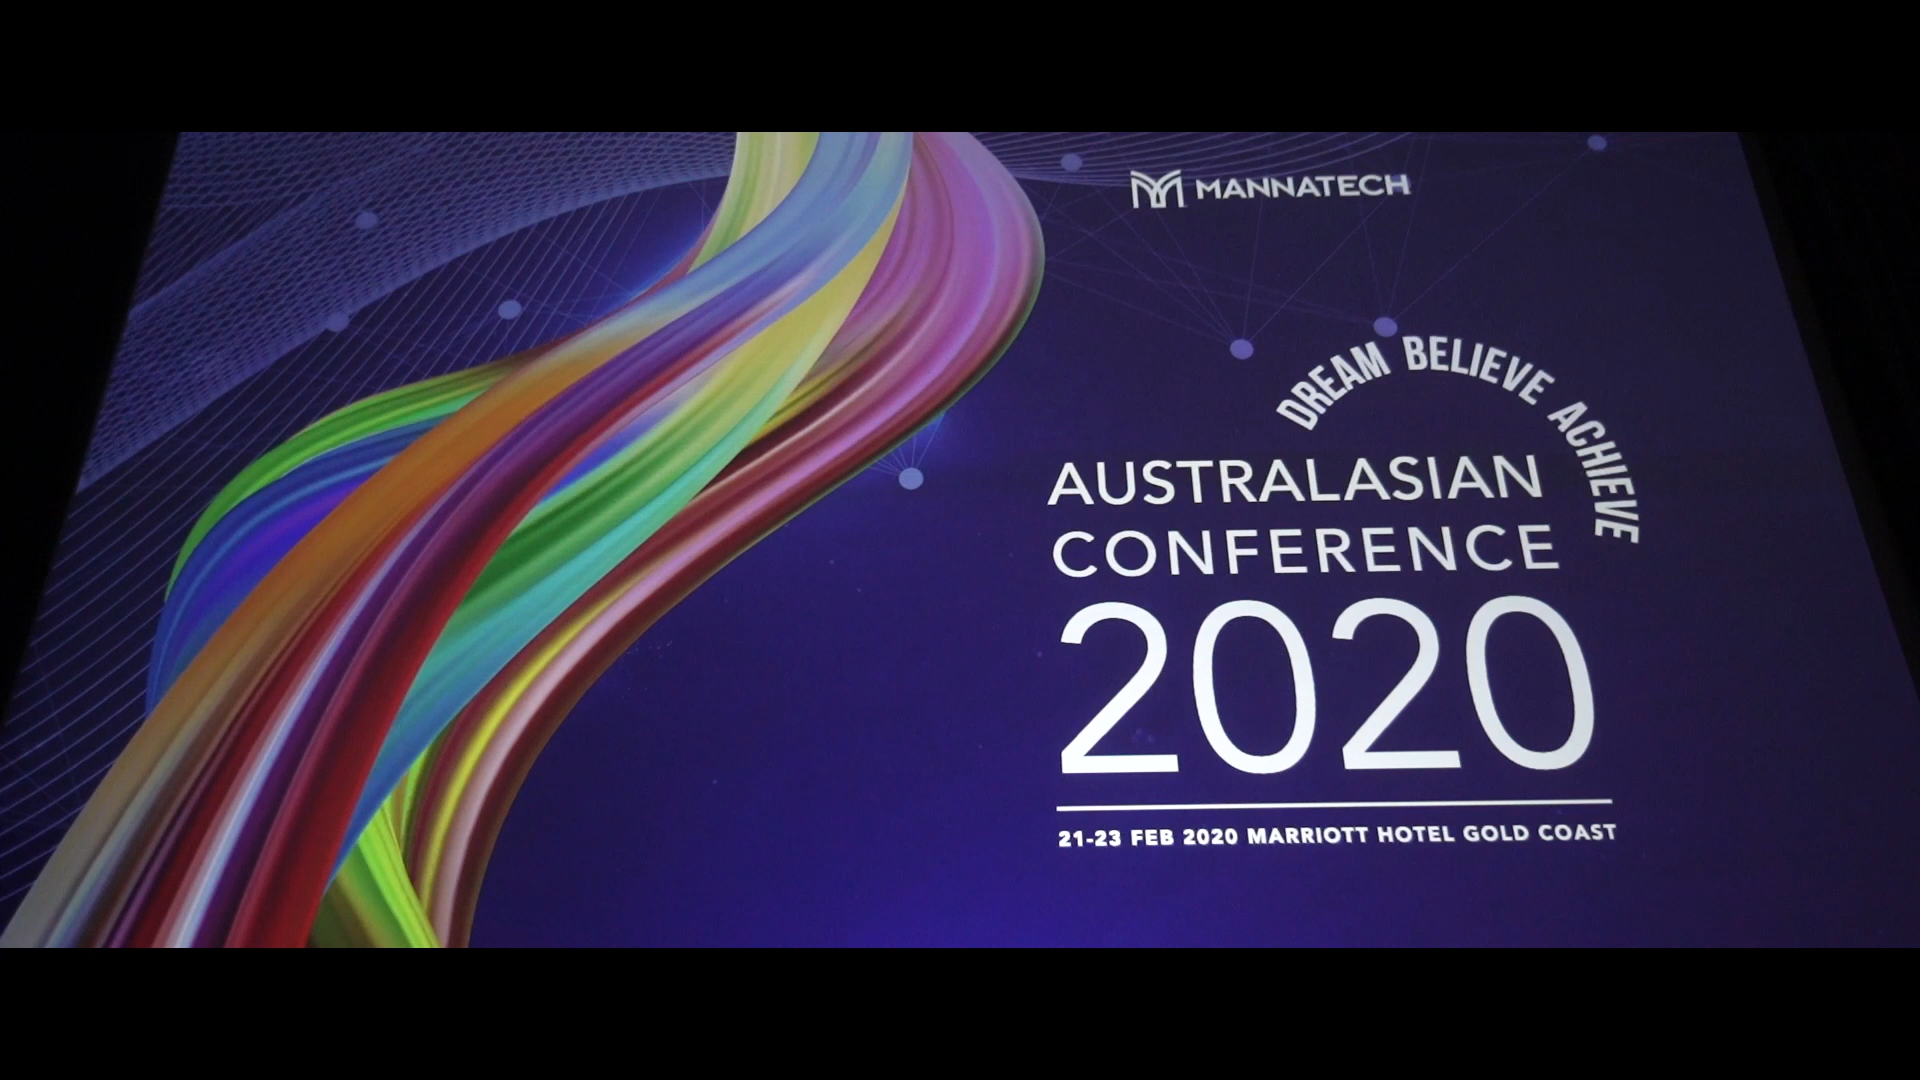 MANNATECH
DREAM BELIEVE ACHIEVE
AUSTRALASIAN
CONFERENCE
2020
21-23 FEB 2020 MARRIOTT HOTEL GOLD COAST